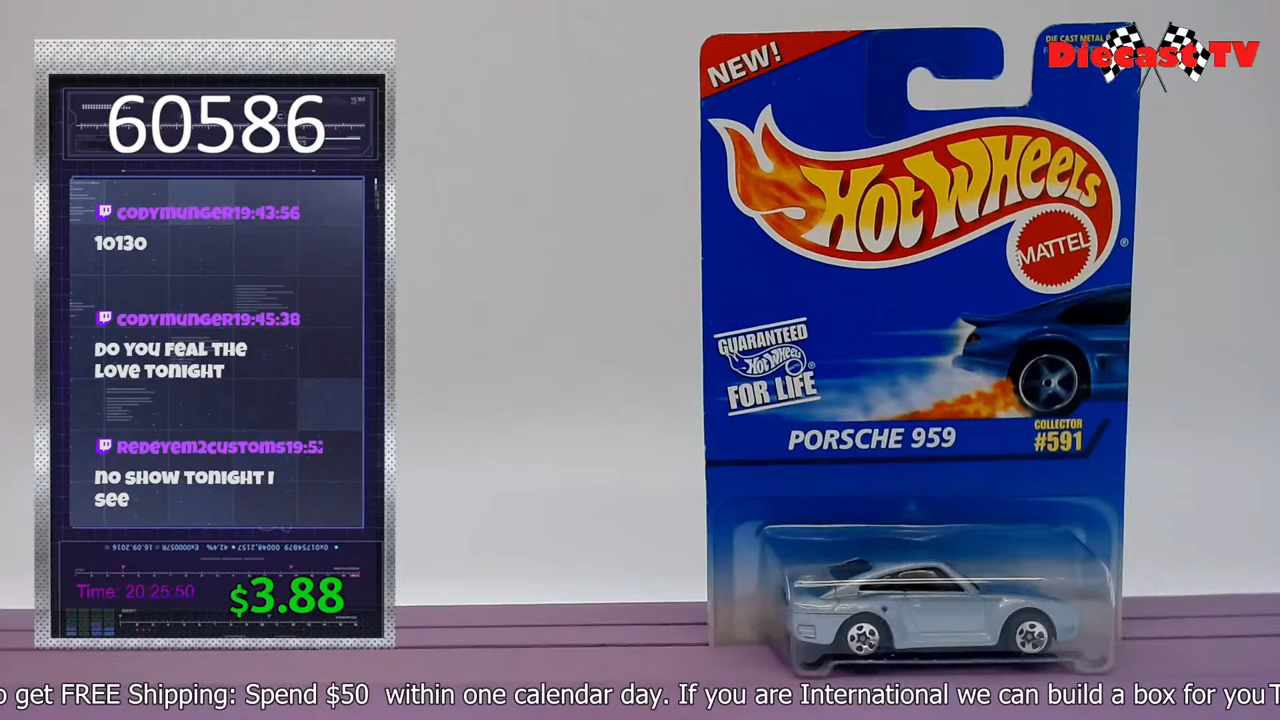 60586
codymunger19:43:56
10130
codymunger19:45:38
Do you feal the
love tonight
Redeyem2customs19:5
no show tonight I
see
Time: 20:25:50
$3.88
NEW!
DIE CAST METAL
Diecast TV
HOT WHEELS
MATTEL
®
GUARANTEED
Hot Wheels
®
FOR LIFE
PORSCHE 959
COLLECTOR
#591
o get FREE Shipping: Spend $50 within one calendar day. If you are International we can build a box for you T